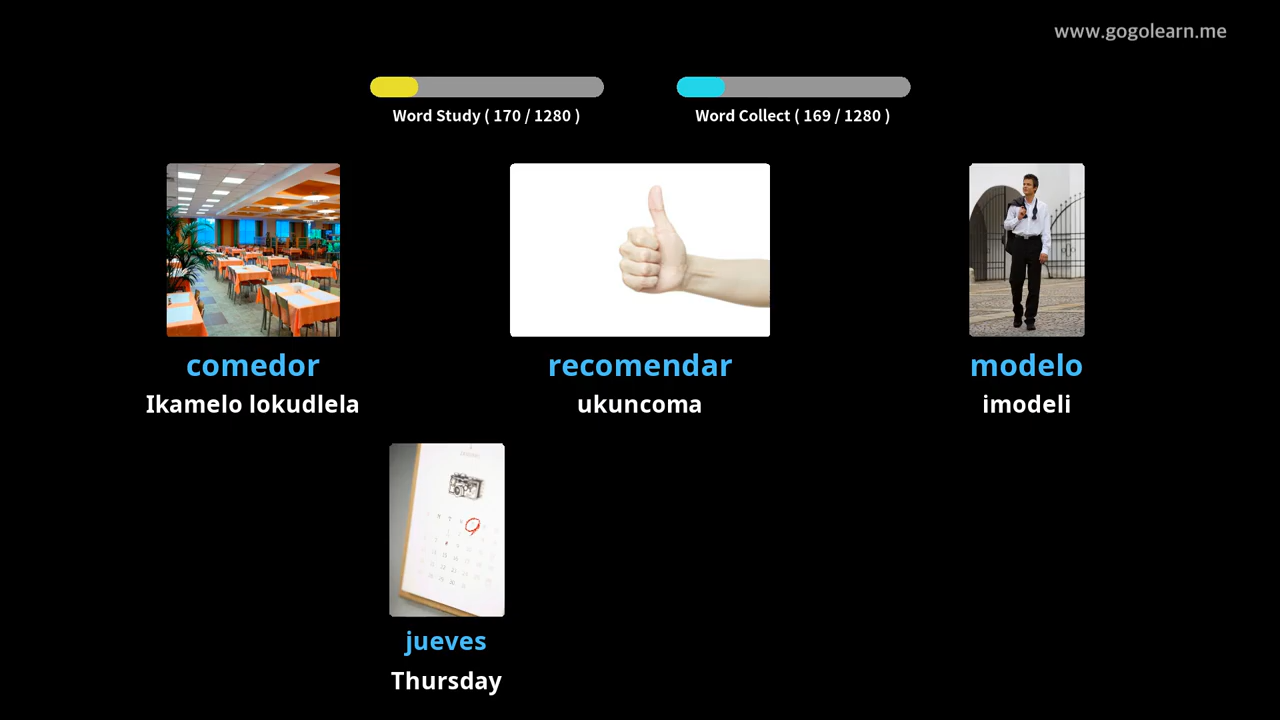 www.gogolearn.me
Word Study ( 170 / 1280 )
Word Collect ( 169 / 1280 )
comedor
Ikamelo lokudlela
recomendar
ukuncoma
modelo
imodeli
jueves
Thursday